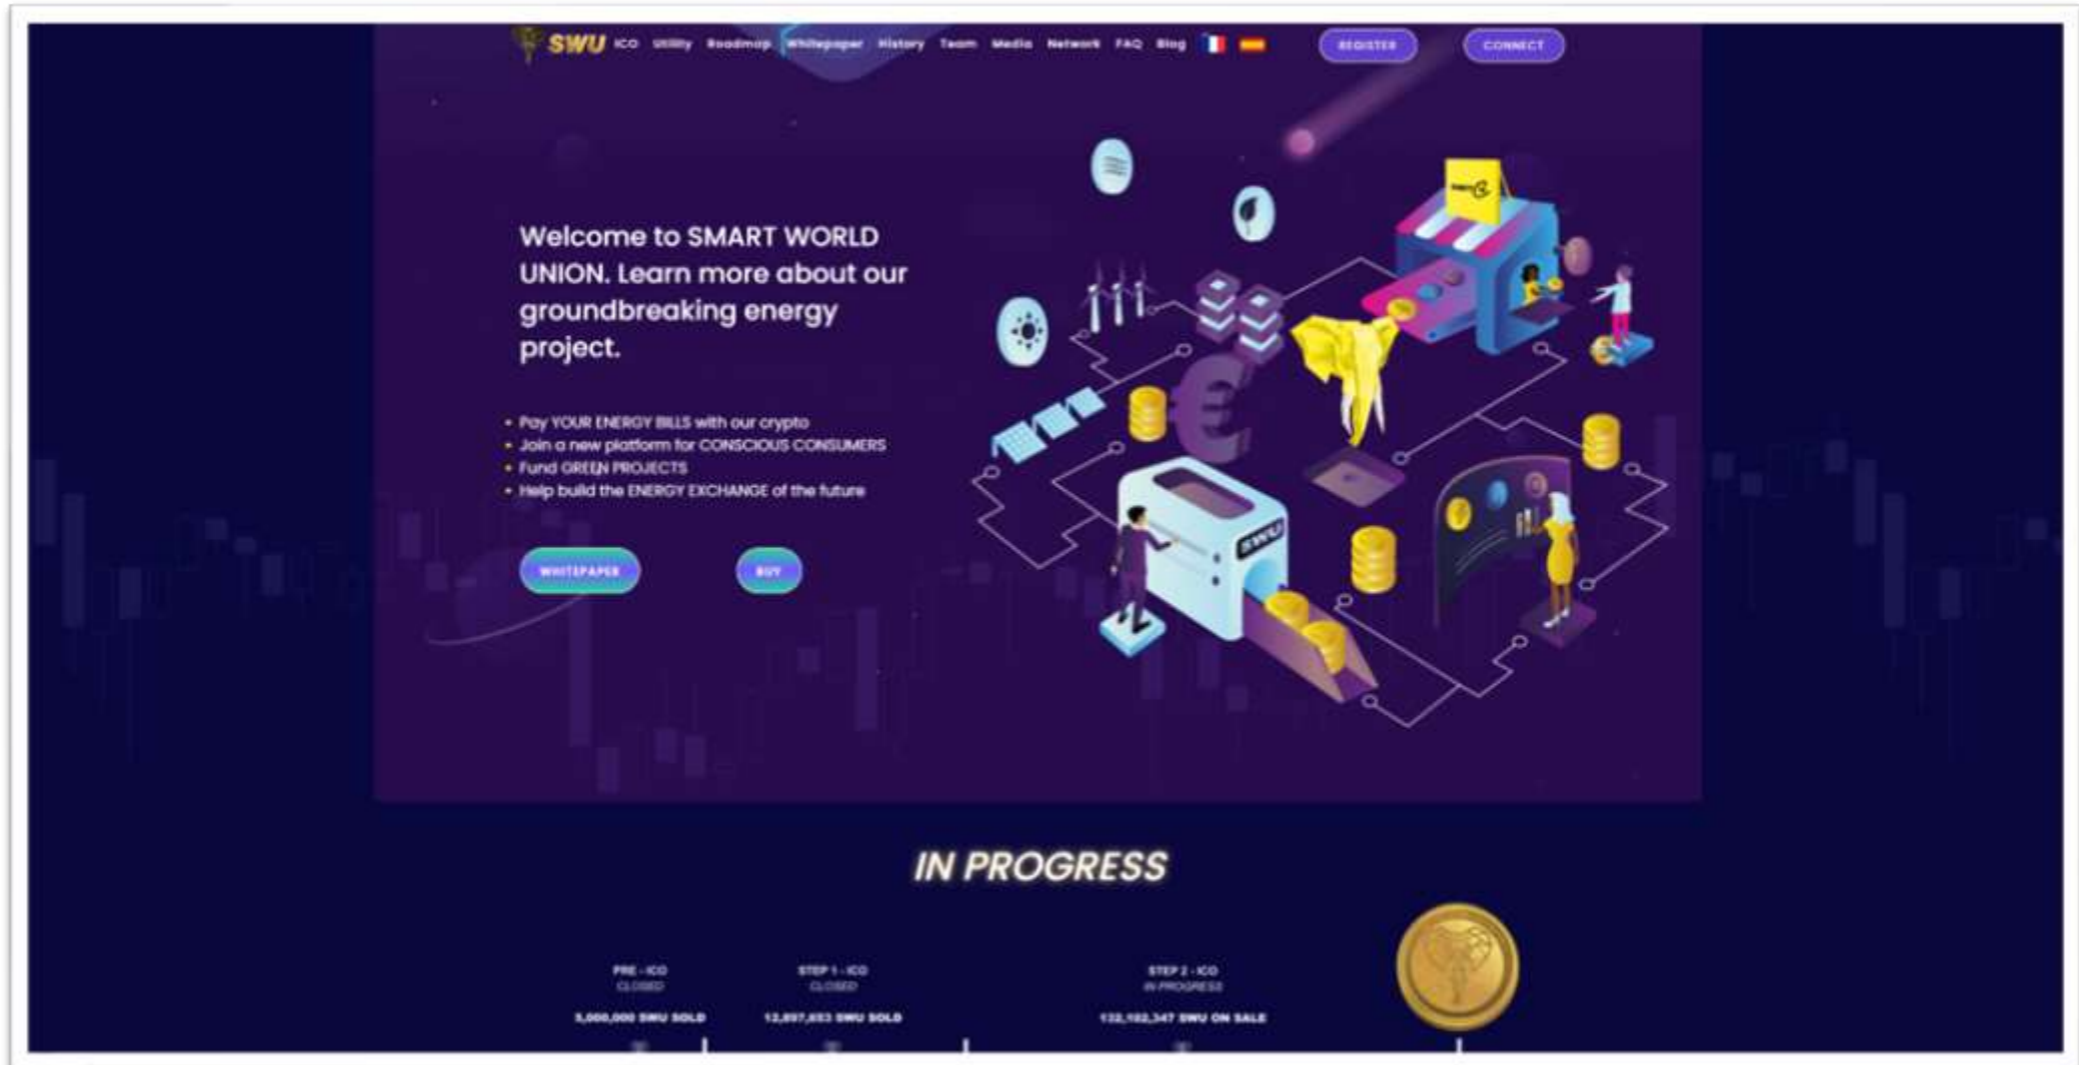 SWU ICO Utility Roadmap Whitepaper History Team Media Network FAQ Blog REGISTER CONNECT
Welcome to SMART WORLD
UNION. Learn more about our
groundbreaking energy
project.
• Pay YOUR ENERGY BILLS with our crypto
• Join a new platform for CONSCIOUS CONSUMERS
• Fund GREEN PROJECTS
• Help build the ENERGY EXCHANGE of the future
WHITEPAPER BUY
SWU
IN PROGRESS
PRE - ICO
CLOSED
STEP 1 - ICO
CLOSED
STEP 2 - ICO
IN PROGRESS
SWU SOLD
SWU SOLD
SWU ON SALE